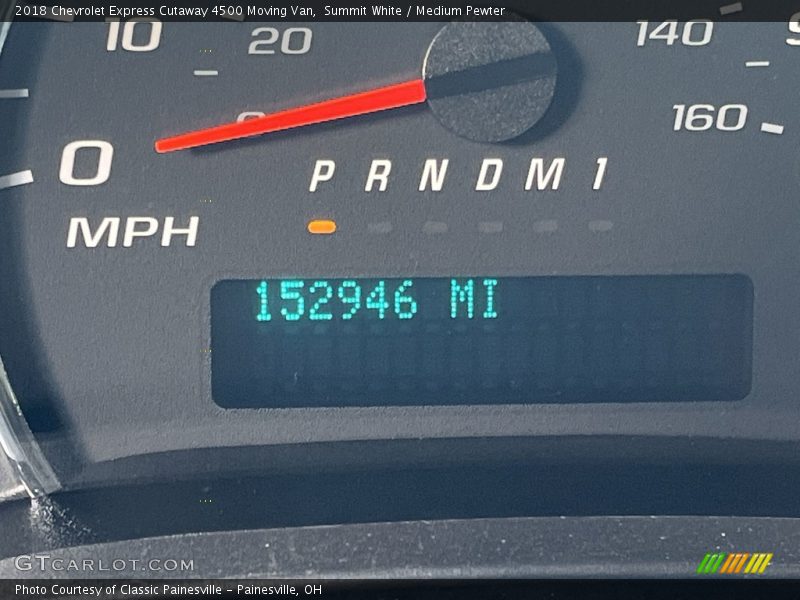 2018 Chevrolet Express Cutaway 4500 Moving Van,  Summit White / Medium Pewter
10
20
140
160
0
P R N D M 1
MPH
152946 MI
GTCARLOT.COM
Photo Courtesy of Classic Painesville – Painesville, OH